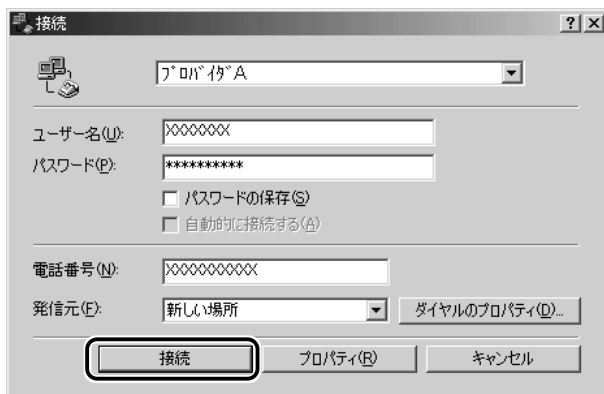 接続
プロバイダA
ユーザー名(U): XXXXXXX
パスワード(P): **********
パスワードの保存(S)
自動的に接続する(A)
電話番号(N): XXXXXXXXXX
発信元(F): 新しい場所 ダイヤルのプロパティ(D)...
接続 プロパティ(R) キャンセル